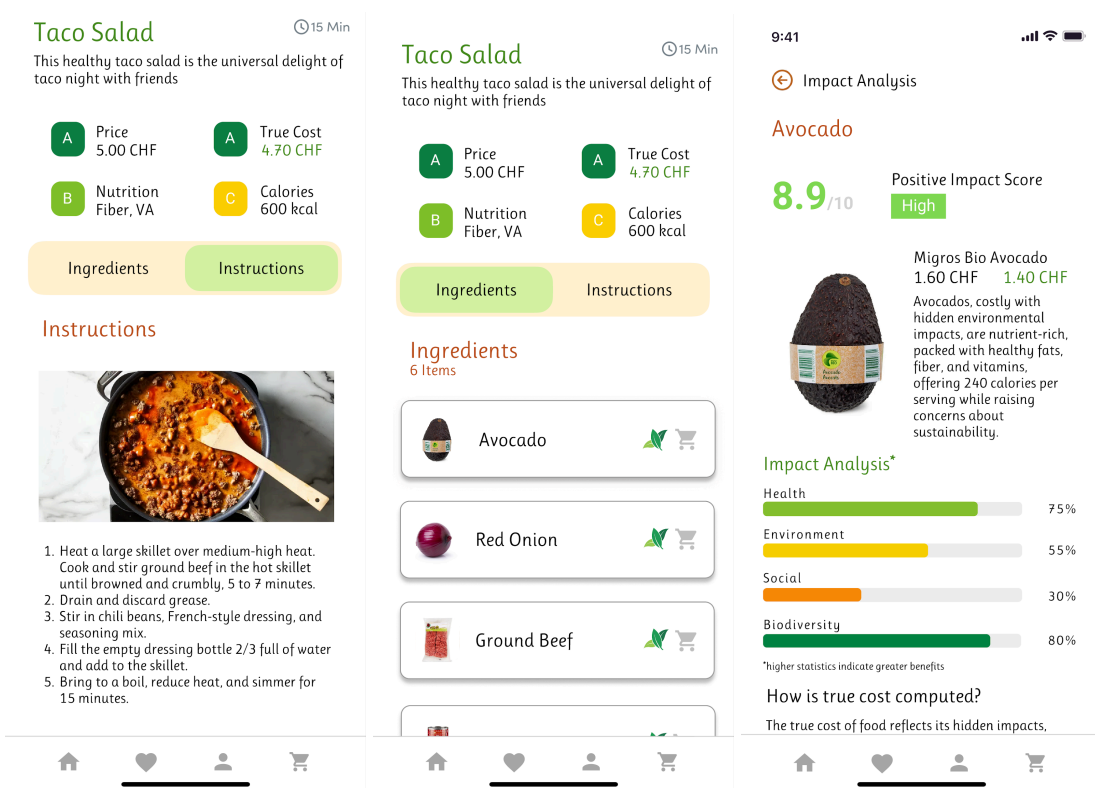 Taco Salad
15 Min
This healthy taco salad is the universal delight of
taco night with friends
A
Price
5.00 CHF
A
True Cost
4.70 CHF
B
Nutrition
Fiber, VA
C
Calories
600 kcal
Ingredients
Instructions
Instructions
1. Heat a large skillet over medium-high heat.
Cook and stir ground beef in the hot skillet
until browned and crumbly, 5 to 7 minutes.
2. Drain and discard grease.
3. Stir in chili beans, French-style dressing, and
seasoning mix.
4. Fill the empty dressing bottle 2/3 full of water
and add to the skillet.
5. Bring to a boil, reduce heat, and simmer for
15 minutes.
Taco Salad
15 Min
This healthy taco salad is the universal delight of
taco night with friends
A
Price
5.00 CHF
A
True Cost
4.70 CHF
B
Nutrition
Fiber, VA
C
Calories
600 kcal
Ingredients
Instructions
Ingredients
6 Items
Avocado
Red Onion
Ground Beef
9:41
Impact Analysis
Avocado
8.9/10
Positive Impact Score
High
Migros Bio Avocado
1.60 CHF 1.40 CHF
Avocados, costly with
hidden environmental
impacts, are nutrient-rich,
packed with healthy fats,
fiber, and vitamins,
offering 240 calories per
serving while raising
concerns about
sustainability.
Impact Analysis*
Health
75%
Environment
55%
Social
30%
Biodiversity
80%
*higher statistics indicate greater benefits
How is true cost computed?
The true cost of food reflects its hidden impacts,